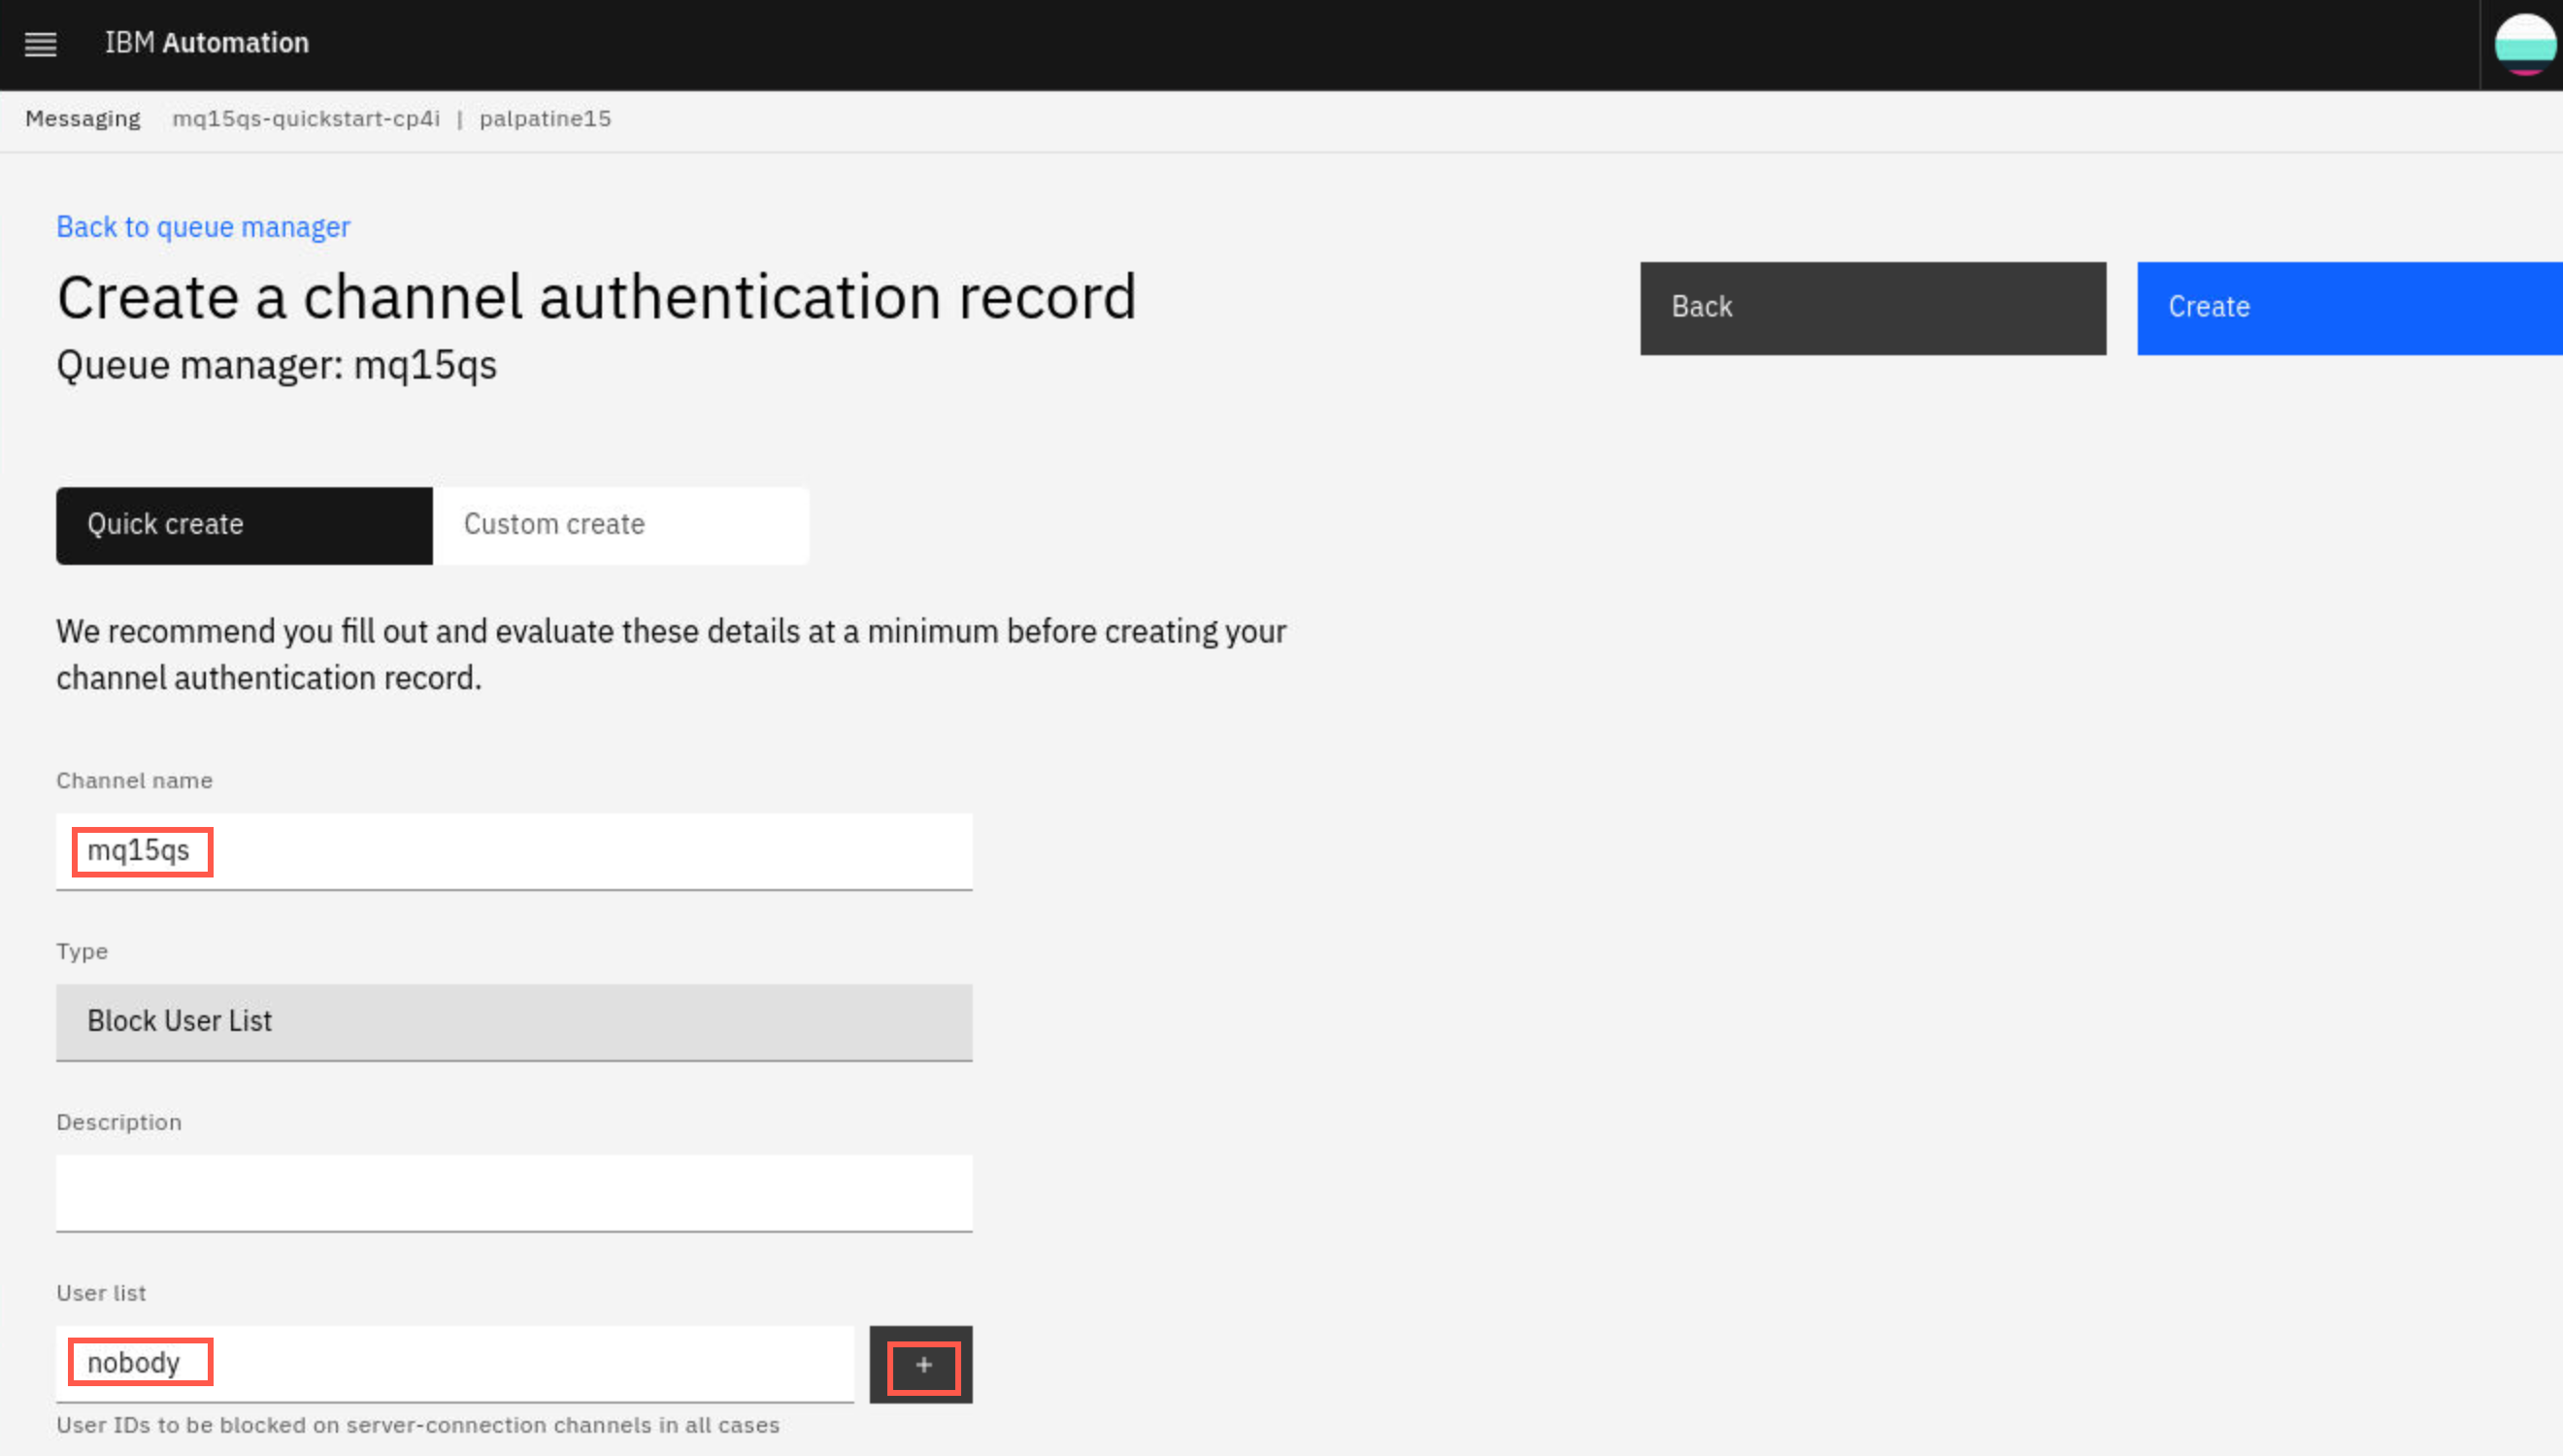 IBM Automation
Messaging mq15qs-quickstart-cp4i | palpatine15
Back to queue manager
Create a channel authentication record
Queue manager: mq15qs
Back
Create
Quick create
Custom create
We recommend you fill out and evaluate these details at a minimum before creating your
channel authentication record.
Channel name
mq15qs
Type
Block User List
Description
User list
nobody
+
User IDs to be blocked on server-connection channels in all cases